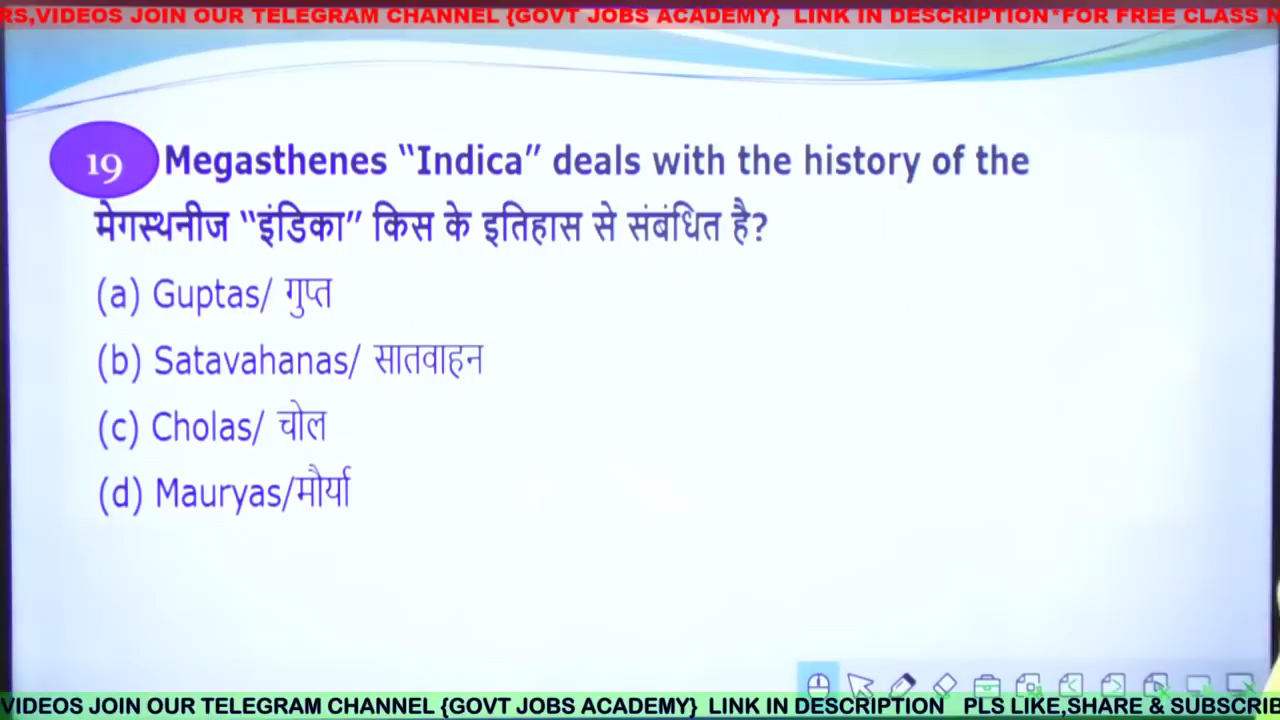 RS,VIDEOS JOIN OUR TELEGRAM CHANNEL {GOVT JOBS ACADEMY} LINK IN DESCRIPTION*FOR FREE CLASS N
19 Megasthenes “Indica” deals with the history of the
मेगस्थनीज “इंडिका” किस के इतिहास से संबंधित है?
(a) Guptas/ गुप्त
(b) Satavahanas/ सातवाहन
(c) Cholas/ चोल
(d) Mauryas/मौर्या
VIDEOS JOIN OUR TELEGRAM CHANNEL {GOVT JOBS ACADEMY} LINK IN DESCRIPTION PLS LIKE,SHARE & SUBSCRIBE